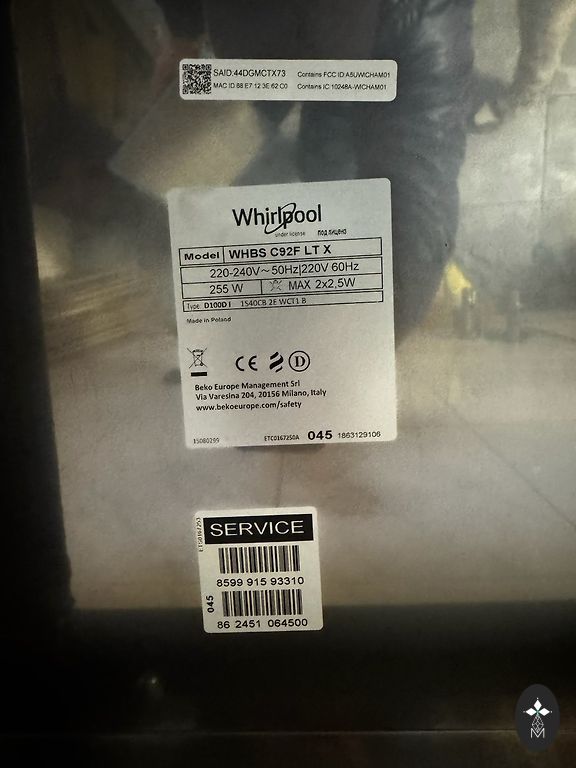 SAID:44DGMCTX73 Contains FCC ID:A5UWICHAM01
MAC ID:88 E7 12 3E 62 C0 Contains IC:10248A-WICHAM01
Whirlpool
under license под лиценз
Model WHBS C92F LT X
220-240V~50Hz|220V 60Hz
255 W MAX 2x2,5W
Type D100D I 1S40CB 2E WCT1 B
Made in Poland
CE D
Beko Europe Management Srl
Via Varesina 204, 20156 Milano, Italy
www.bekoeurope.com/safety
15080299 ETC0167250A 045 1863129106
SERVICE
8599 915 93310
045
86 2451 064500
M